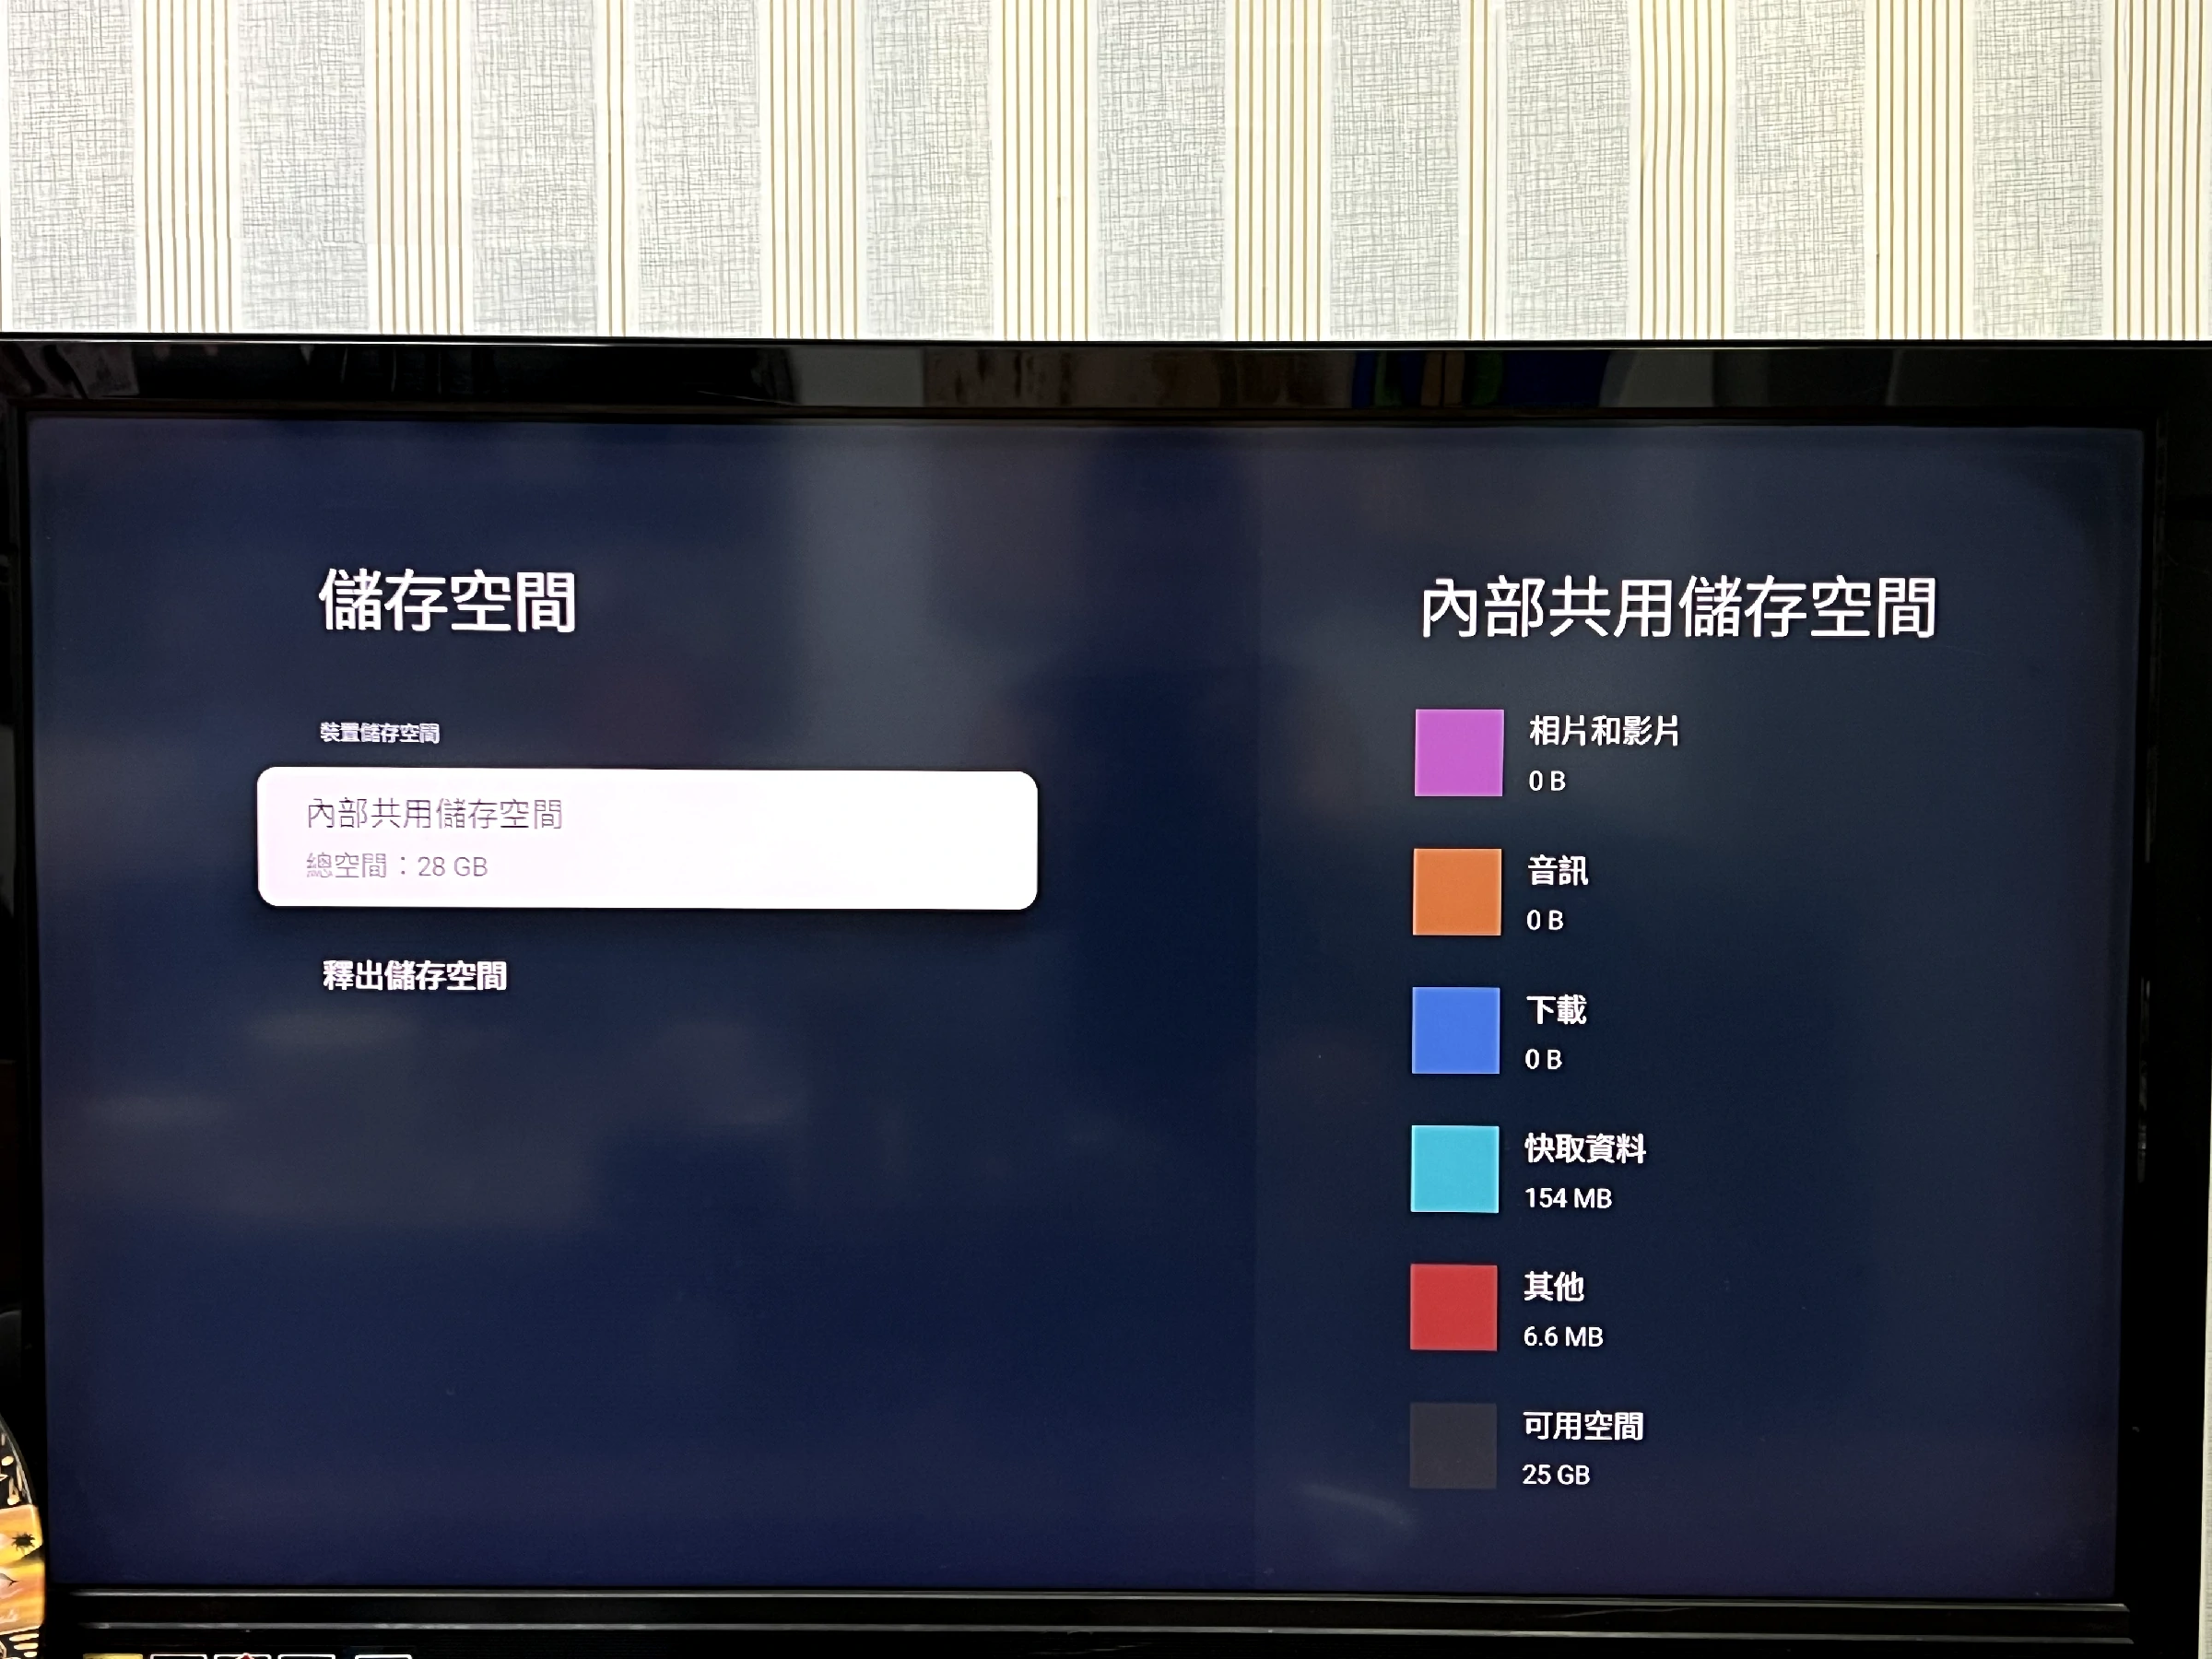 儲存空間
裝置儲存空間
內部共用儲存空間
總空間：28 GB
釋出儲存空間
內部共用儲存空間
相片和影片
0 B
音訊
0 B
下載
0 B
快取資料
154 MB
其他
6.6 MB
可用空間
25 GB